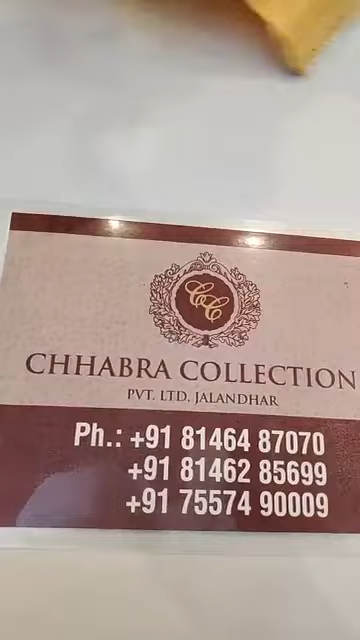 CC
CHHABRA COLLECTION
PVT. LTD. JALANDHAR
Ph.: +91 81464 87070
+91 81462 85699
+91 75574 90009